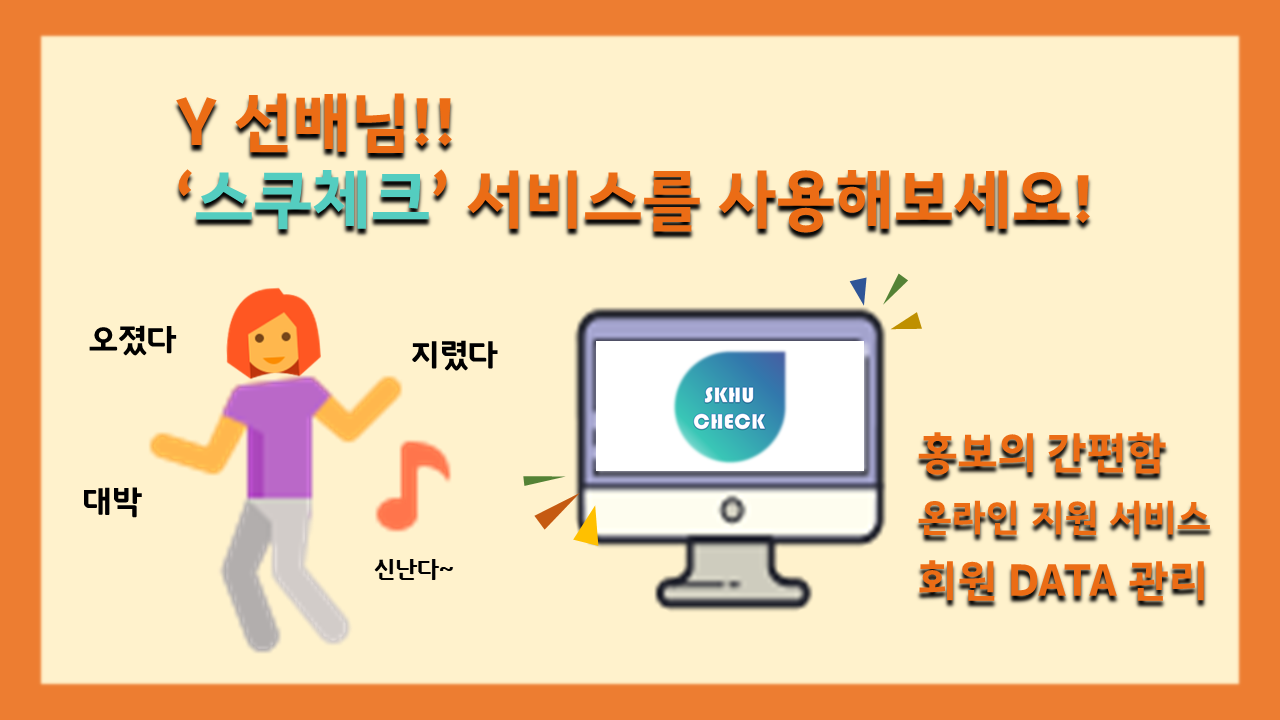 Y 선배님!!
‘스쿠체크’ 서비스를 사용해보세요!
오졌다
지렸다
대박
신난다~
SKHU
CHECK
홍보의 간편함
온라인 지원 서비스
회원 DATA 관리